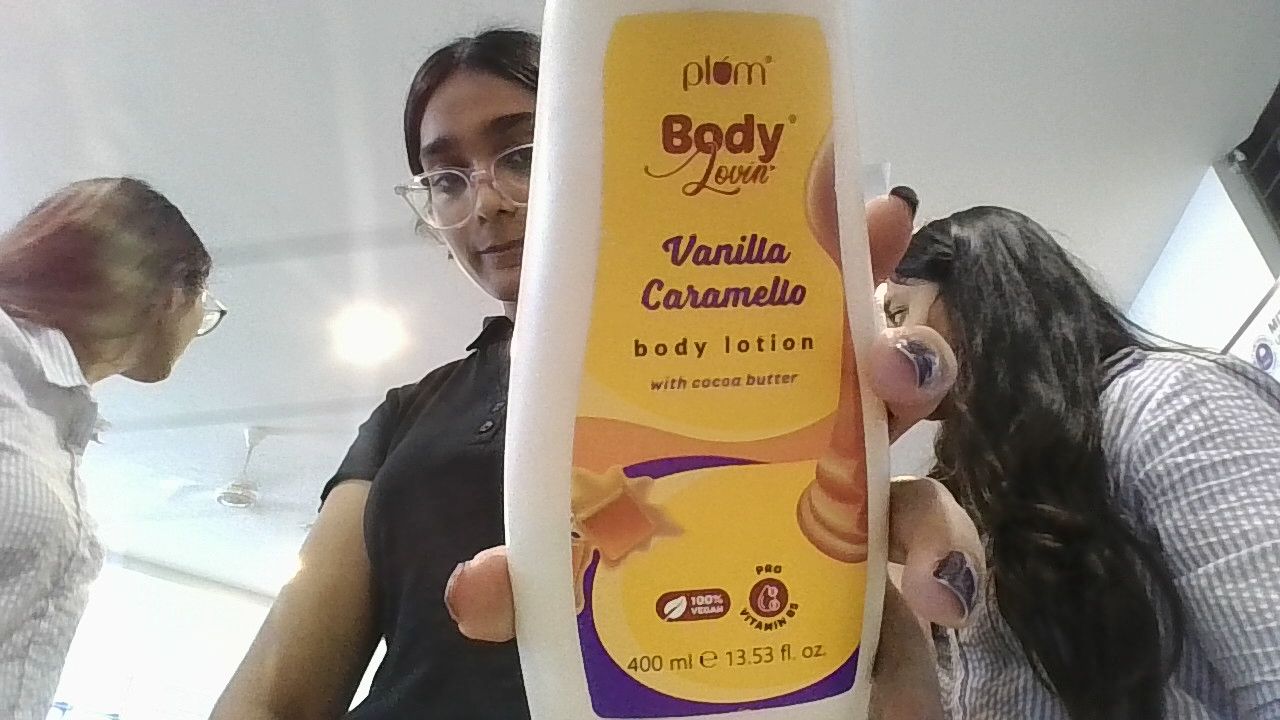 plúm®
Body®
Lovin'
Vanilla
Caramello
body lotion
with cocoa butter
100%
VEGAN
PRO
VITAMIN B5
400 ml ℮ 13.53 fl. oz.